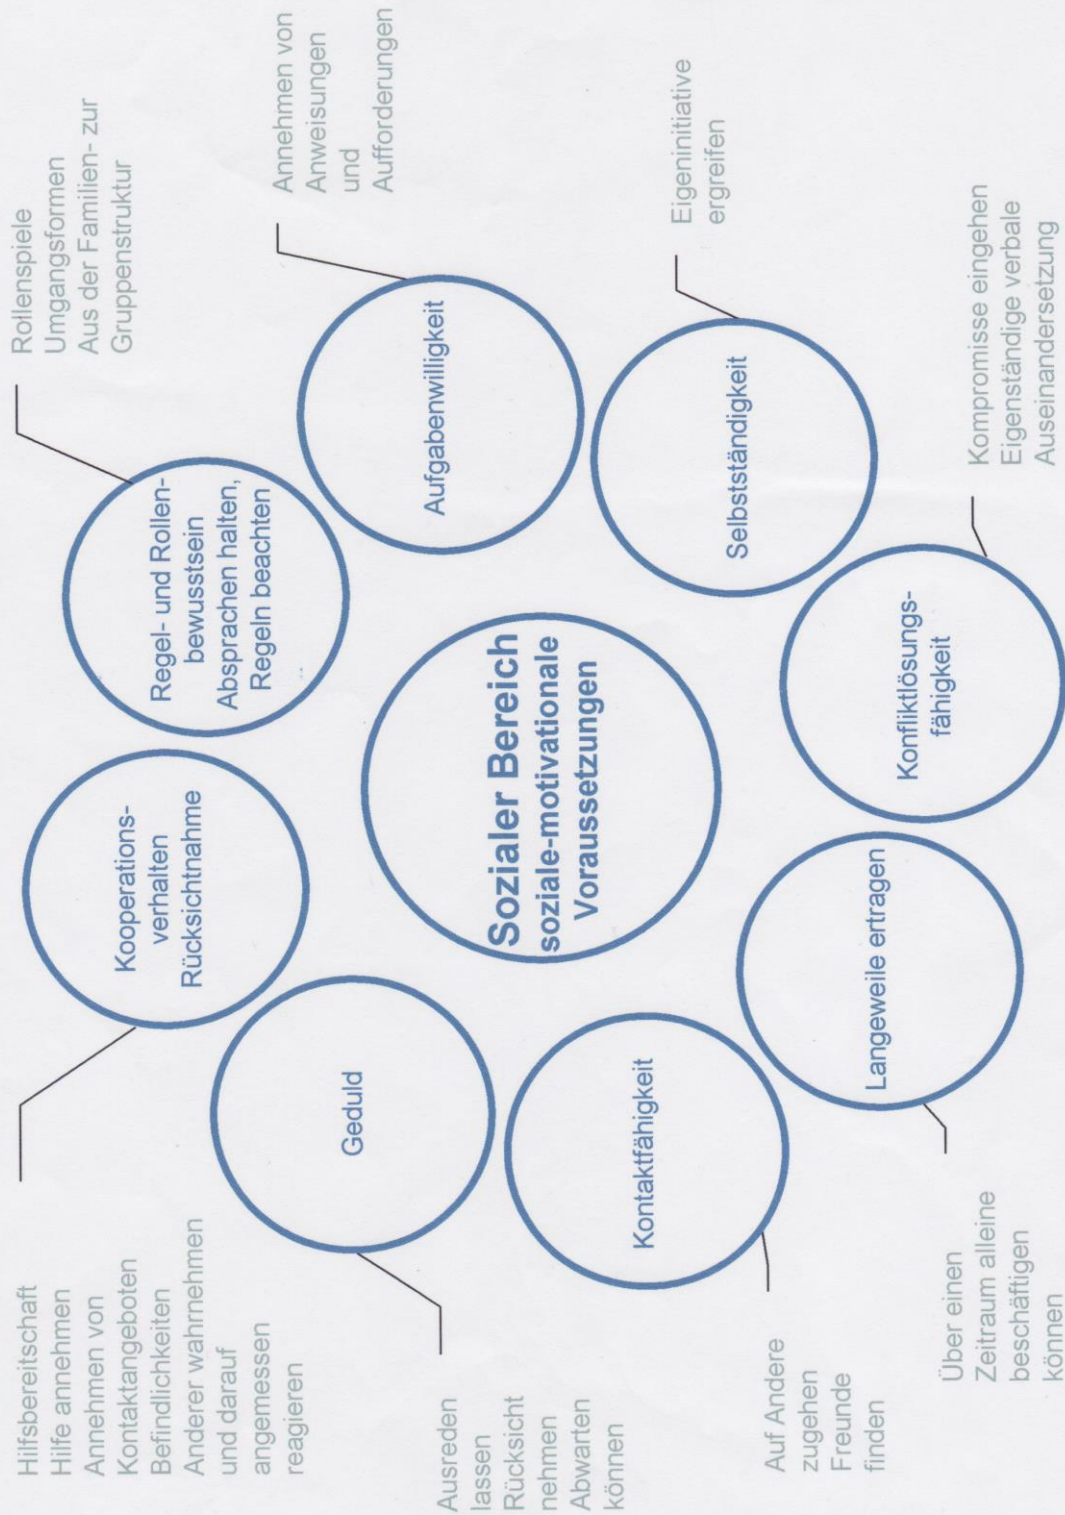 Hilfsbereitschaft
Hilfe annehmen
Annehmen von
Kontaktangeboten
Befindlichkeiten
Anderer wahrnehmen
und darauf
angemessen
reagieren
Kooperations-
verhalten
Rücksichtnahme
Rollenspiele
Umgangsformen
Aus der Familien- zur
Gruppenstruktur
Regel- und Rollen-
bewusstsein
Absprachen halten,
Regeln beachten
Annehmen von
Anweisungen
und
Aufforderungen
Aufgabenwilligkeit
Geduld
Ausreden
lassen
Rücksicht
nehmen
Abwarten
können
Sozialer Bereich
soziale-motivationale
Voraussetzungen
Eigeninitiative
ergreifen
Selbstständigkeit
Kontaktfähigkeit
Auf Andere
zugehen
Freunde
finden
Langeweile ertragen
Über einen
Zeitraum alleine
beschäftigen
können
Konfliktlösungs-
fähigkeit
Kompromisse eingehen
Eigenständige verbale
Auseinandersetzung